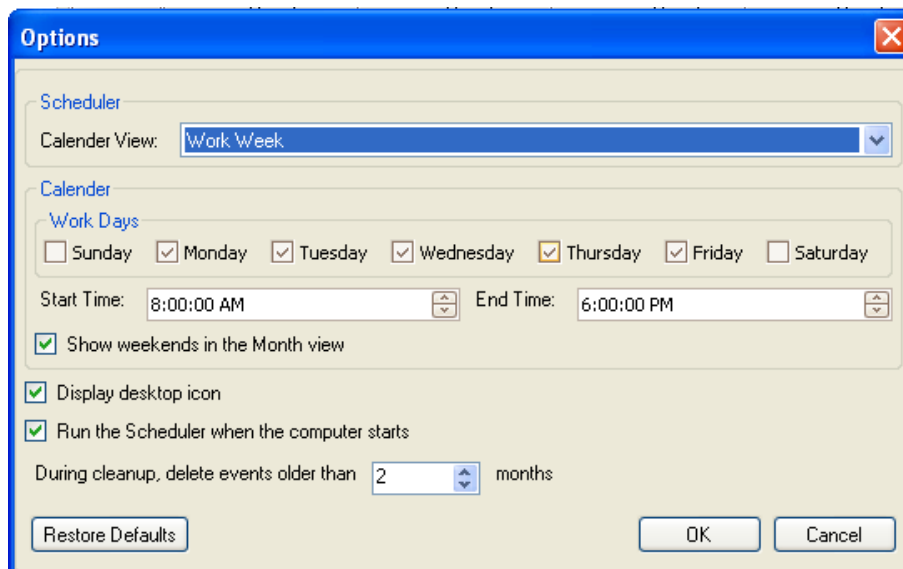 Options
Scheduler
Calender View: Work Week
Calender
Work Days
Sunday Monday Tuesday Wednesday Thursday Friday Saturday
Start Time: 8:00:00 AM End Time: 6:00:00 PM
Show weekends in the Month view
Display desktop icon
Run the Scheduler when the computer starts
During cleanup, delete events older than 2 months
Restore Defaults OK Cancel